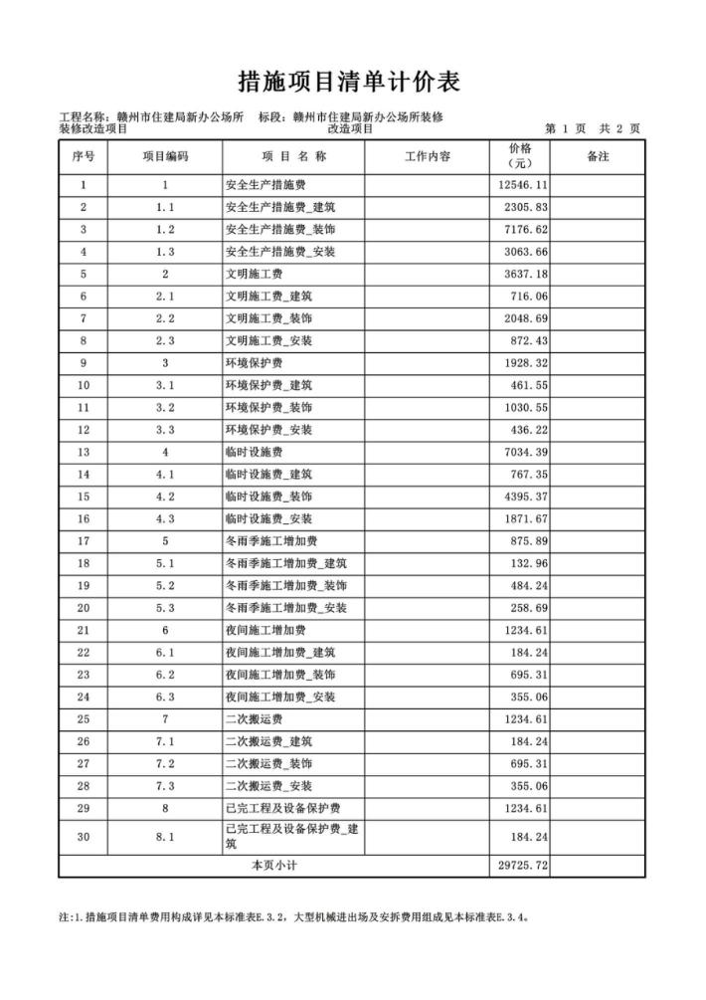 措施项目清单计价表
工程名称：赣州市住建局新办公场所 标段：赣州市住建局新办公场所装修
装修改造项目 改造项目 第 1 页 共 2 页
序号 项目编码 项 目 名 称 工作内容 价格（元） 备注
1 1 安全生产措施费 12546.11
2 1.1 安全生产措施费_建筑 2305.83
3 1.2 安全生产措施费_装饰 7176.62
4 1.3 安全生产措施费_安装 3063.66
5 2 文明施工费 3637.18
6 2.1 文明施工费_建筑 716.06
7 2.2 文明施工费_装饰 2048.69
8 2.3 文明施工费_安装 872.43
9 3 环境保护费 1928.32
10 3.1 环境保护费_建筑 461.55
11 3.2 环境保护费_装饰 1030.55
12 3.3 环境保护费_安装 436.22
13 4 临时设施费 7034.39
14 4.1 临时设施费_建筑 767.35
15 4.2 临时设施费_装饰 4395.37
16 4.3 临时设施费_安装 1871.67
17 5 冬雨季施工增加费 875.89
18 5.1 冬雨季施工增加费_建筑 132.96
19 5.2 冬雨季施工增加费_装饰 484.24
20 5.3 冬雨季施工增加费_安装 258.69
21 6 夜间施工增加费 1234.61
22 6.1 夜间施工增加费_建筑 184.24
23 6.2 夜间施工增加费_装饰 695.31
24 6.3 夜间施工增加费_安装 355.06
25 7 二次搬运费 1234.61
26 7.1 二次搬运费_建筑 184.24
27 7.2 二次搬运费_装饰 695.31
28 7.3 二次搬运费_安装 355.06
29 8 已完工程及设备保护费 1234.61
30 8.1 已完工程及设备保护费_建筑 184.24
本页小计 29725.72
注:1.措施项目清单费用构成详见本标准表E.3.2，大型机械进出场及安拆费用组成见本标准表E.3.4。